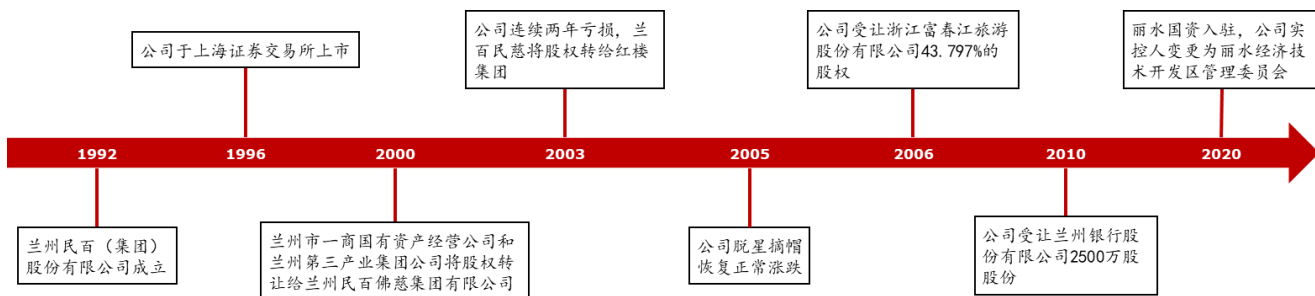 公司于上海证券交易所上市
公司连续两年亏损，兰
百民慈将股权转给红楼
集团
公司受让浙江富春江旅游
股份有限公司43.797%的
股权
丽水国资入驻，公司实
控人变更为丽水经济技
术开发区管理委员会
1992
1996
2000
2003
2005
2006
2010
2020
兰州民百（集团）
股份有限公司成立
兰州市一商国有资产经营公司和
兰州第三产业集团公司将股权转
让给兰州民百佛慈集团有限公司
公司脱星摘帽
恢复正常涨跌
公司受让兰州银行股
份有限公司2500万股
股份